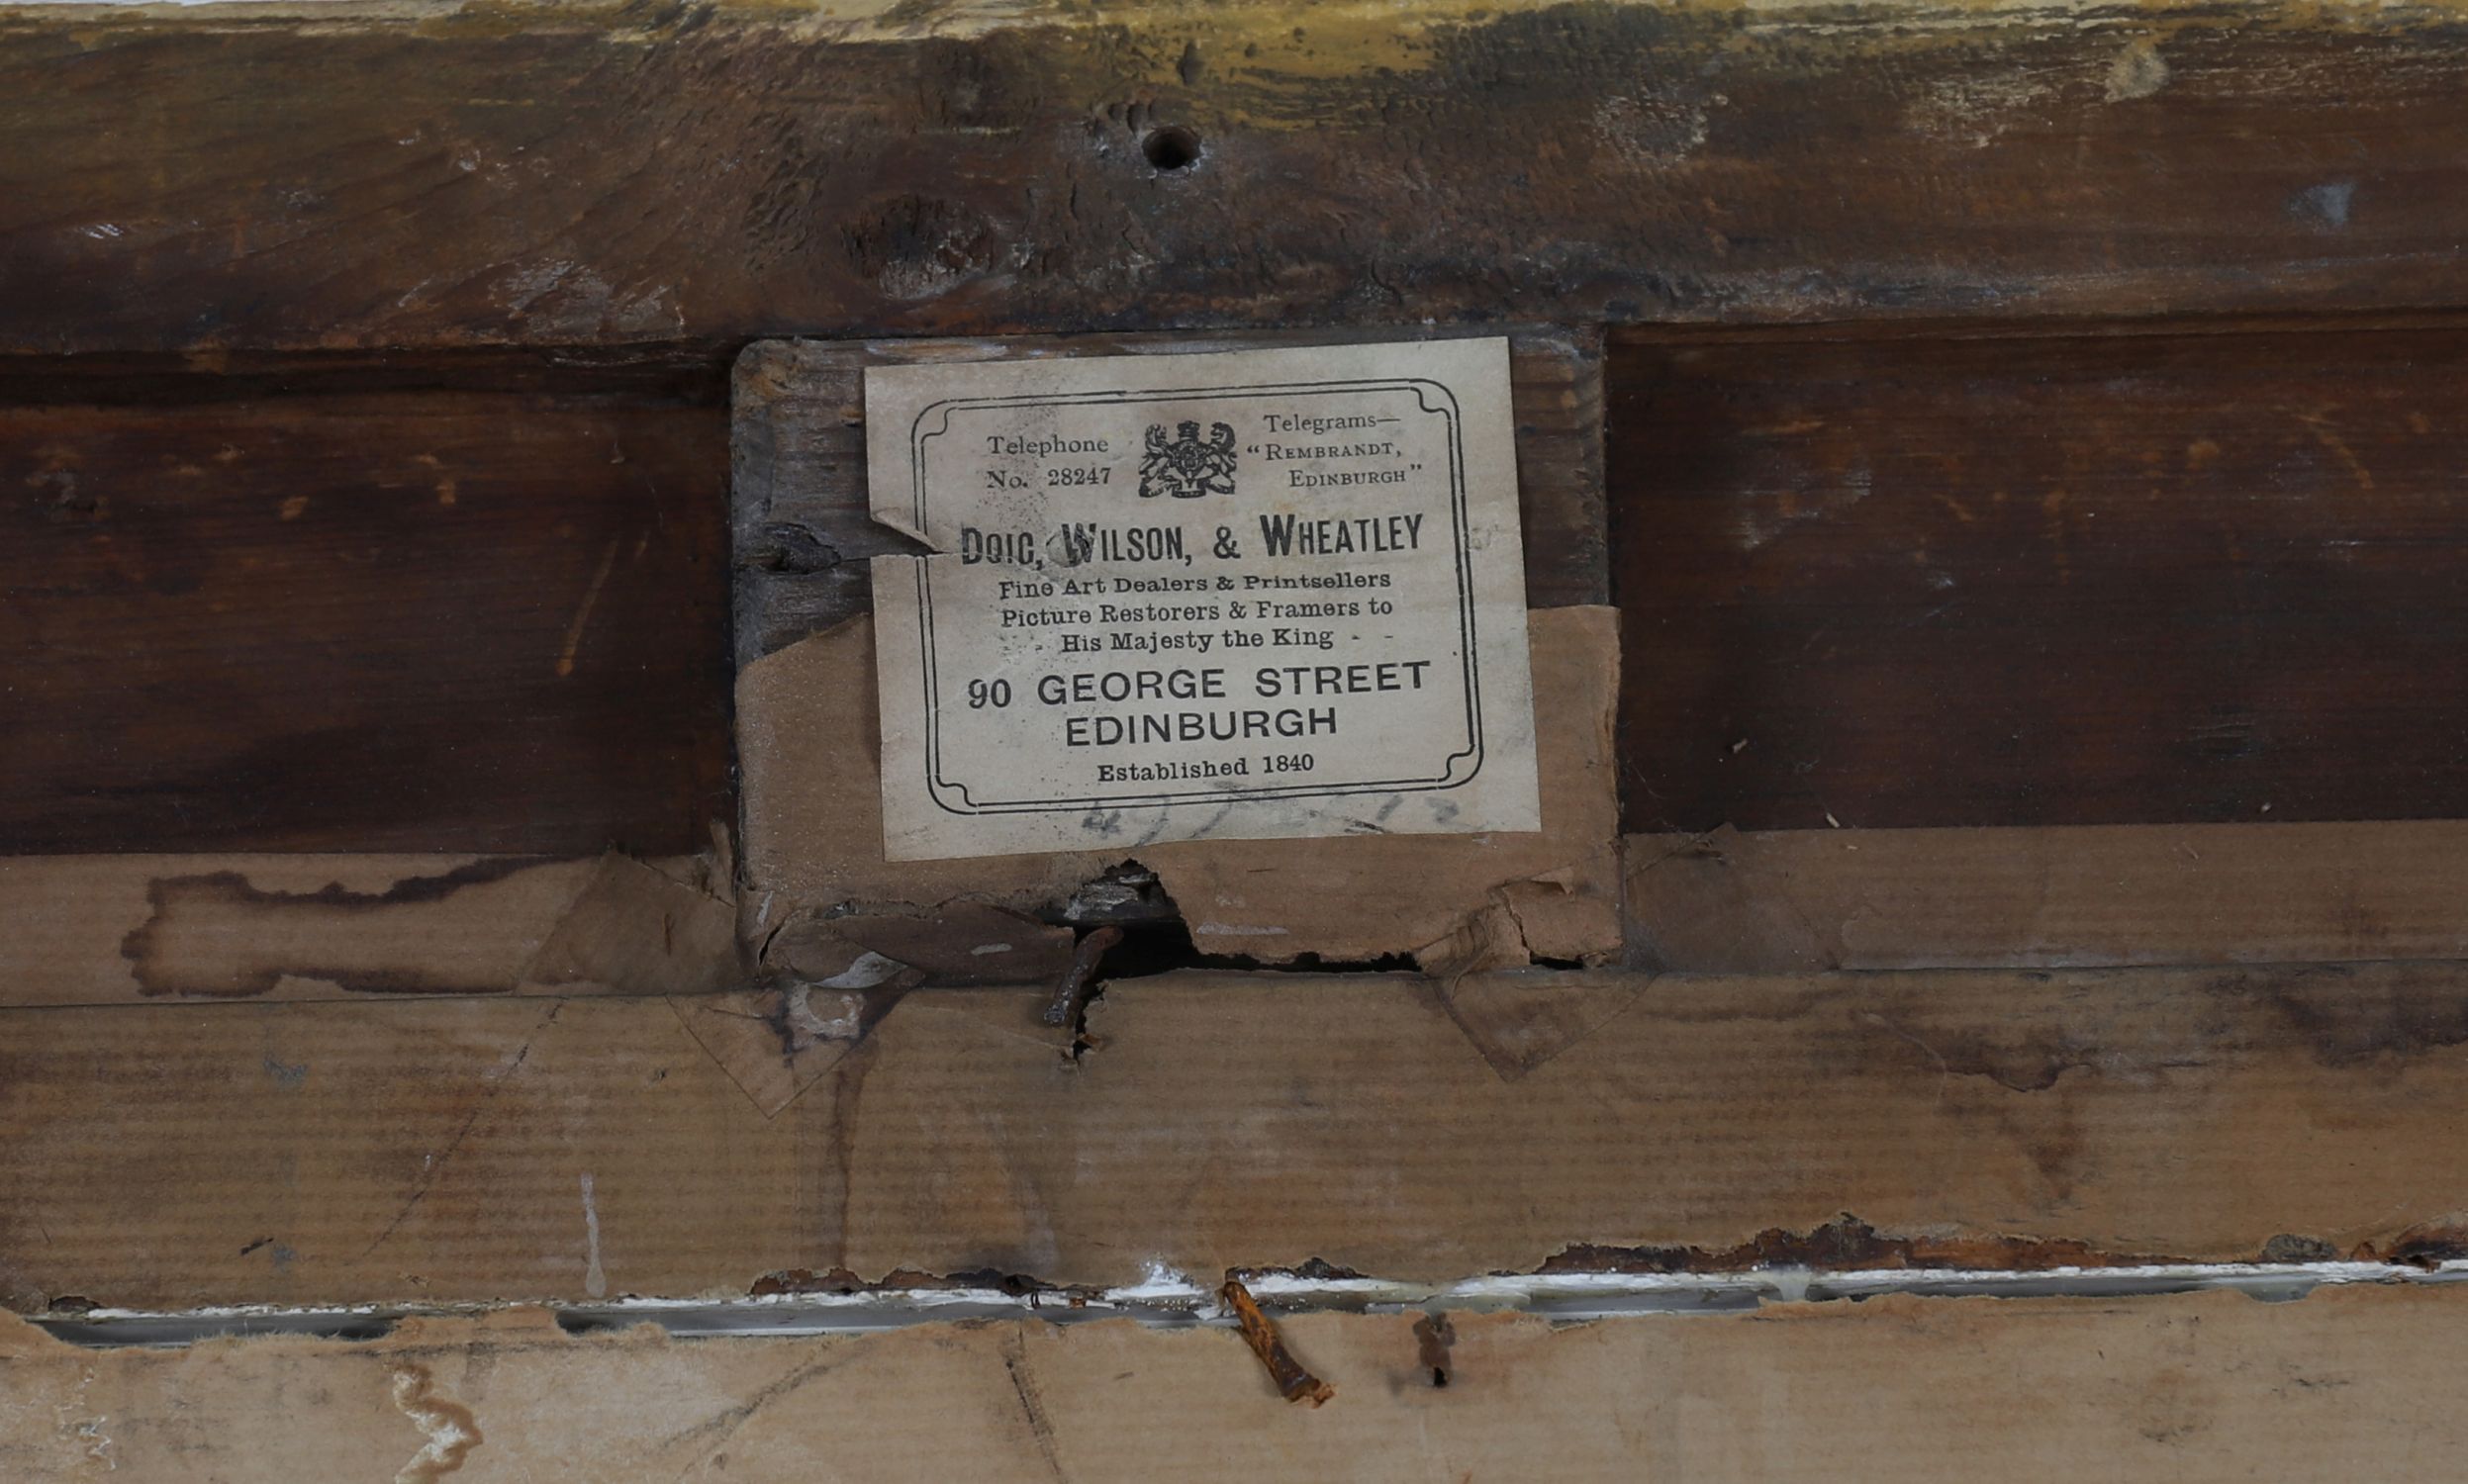 Telephone
No. 28247
Telegrams—
"REMBRANDT,
EDINBURGH"
DOIG, WILSON, & WHEATLEY
Fine Art Dealers & Printsellers
Picture Restorers & Framers to
- - His Majesty the King - -
90 GEORGE STREET
EDINBURGH
Established 1840